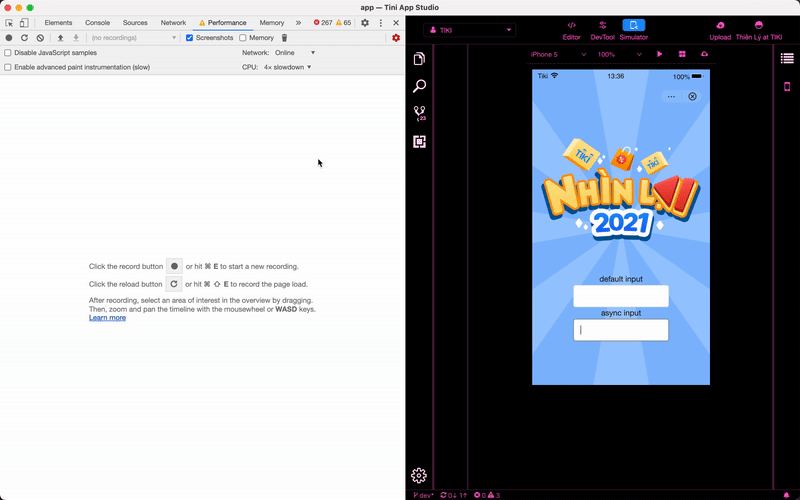 app — Tini App Studio
Elements
Console
Sources
Network
Performance
Memory
267
65
(no recordings)
Screenshots
Memory
Disable JavaScript samples
Network:
Online
Enable advanced paint instrumentation (slow)
CPU:
4× slowdown
Click the record button or hit ⌘ E to start a new recording.
Click the reload button or hit ⌘ ⇧ E to record the page load.
After recording, select an area of interest in the overview by dragging.
Then, zoom and pan the timeline with the mousewheel or WASD keys.
Learn more
TIKI
Editor
DevTool
Simulator
Upload
Thiên Lý at TIKI
iPhone 5
100%
23
Tiki
13:36
100%
TIKI
TIKI
NHÌN LẠI
2021
default input
async input
dev*
0↓ 1↑
0
3